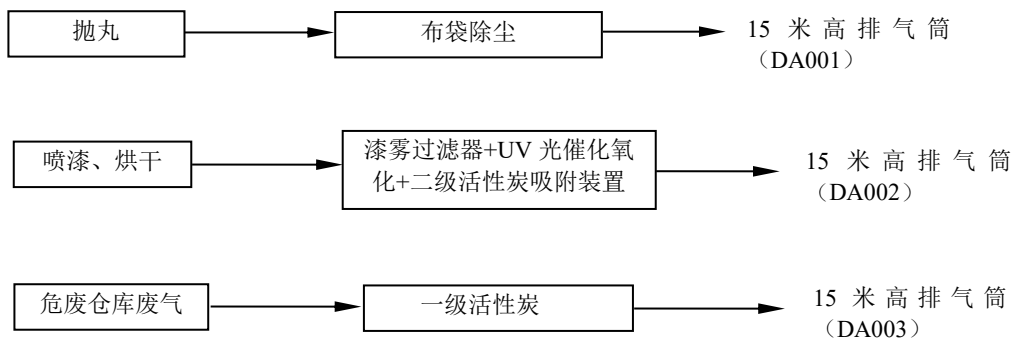 抛丸
布袋除尘
15 米 高 排 气 筒
（DA001）
喷漆、烘干
漆雾过滤器+UV 光催化氧
化+二级活性炭吸附装置
15 米 高 排 气 筒
（DA002）
危废仓库废气
一级活性炭
15 米 高 排 气 筒
（DA003）